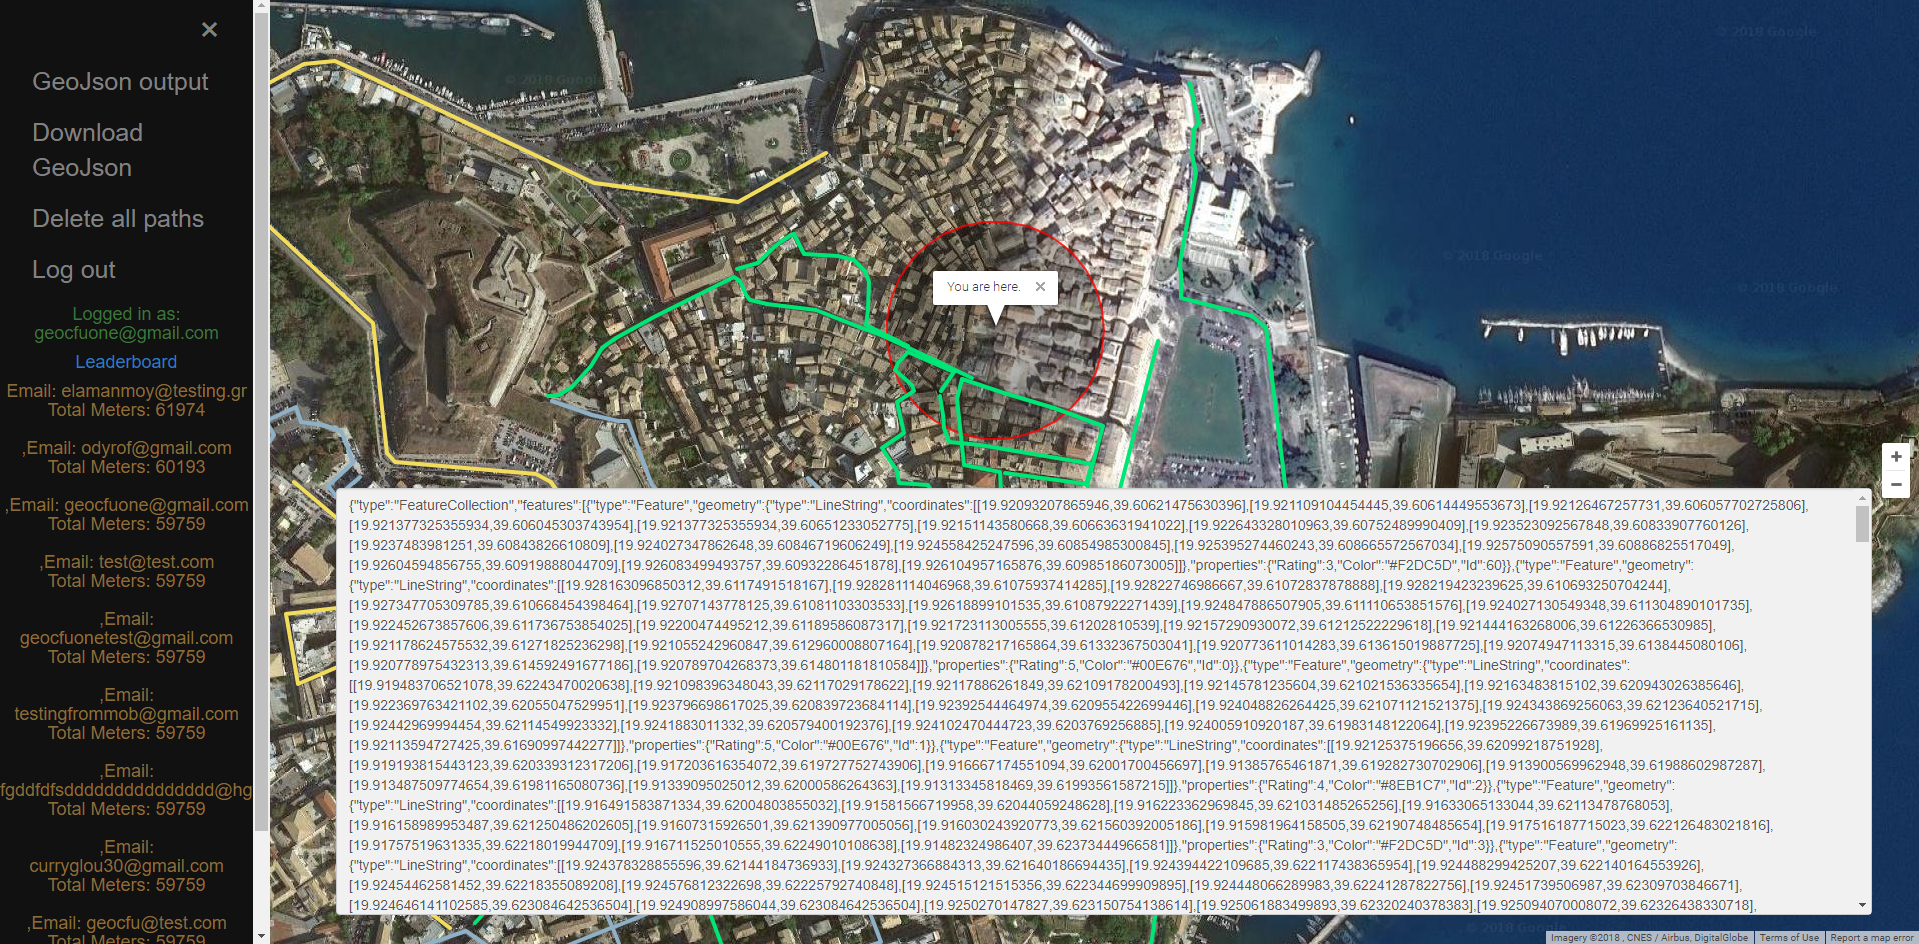 ×
GeoJson output
Download
GeoJson
Delete all paths
Log out
Logged in as:
geocfuone@gmail.com
Leaderboard
Email: elamanmoy@testing.gr
Total Meters: 61974
,Email: odyrof@gmail.com
Total Meters: 60193
,Email: geocfuone@gmail.com
Total Meters: 59759
,Email: test@test.com
Total Meters: 59759
,Email:
geocfuonetest@gmail.com
Total Meters: 59759
,Email:
testingfrommob@gmail.com
Total Meters: 59759
,Email:
Total Meters: 59759
,Email:
curryglou30@gmail.com
Total Meters: 59759
,Email: geocfu@test.com
Total Meters: 59759
© 2018 Google
© 2018 Google
© 2018 Google
© 2018 Google
You are here. ×
+
−
{"type":"FeatureCollection","features":[{"type":"Feature","geometry":{"type":"LineString","coordinates":[[19.92093207865946,39.60621475630396],[19.9211091044544​45,39.60614449553673],[19.92126467257731,39.606057702725806],
[19.921377325355934,39.606045303743954],[19.921377325355934,39.60651233052775],[19.92151143580668,39.60663631941022],[19.922643328010963,39.60752489990409],[19.923523092567848,39.60833907760126],
[19.9237483981251,39.60843826610809],[19.924027347862648,39.60846719606249],[19.924558425247596,39.60854985300845],[19.925395274460243,39.608665572567034],[19.92575090557591,39.60886825517049],
[19.92604594856755,39.60919888044709],[19.926083499493757,39.60932286451878],[19.926104957165876,39.60985186073005]]},"properties":{"Rating":3,"Color":"#F2DC5D","Id":60}},{"type":"Feature","geometry":
{"type":"LineString","coordinates":[[19.928163096850312,39.6117491518167],[19.928281114046968,39.61075937414285],[19.92822746986667,39.610728378788​88],[19.928219423239625,39.610693250704244],
[19.927347705309785,39.610668454398464],[19.92707143778125,39.61081103303533],[19.92618899101535,39.61087922271439],[19.924847886507905,39.611110653851576],[19.924027130549348,39.611304890101735],
[19.922452673857606,39.611736753854025],[19.92200474495212,39.61189586087317],[19.921723113005555,39.61202810539],[19.92157290930072,39.61212522229618],[19.921444163268006,39.61226366530985],
[19.921178624575532,39.61271825236298],[19.921055242960847,39.612960008807164],[19.920878217165864,39.61332367503041],[19.920773611014283,39.613615019887725],[19.92074947113315,39.6138445080106],
[19.920778975432313,39.614592491677186],[19.920789704268373,39.614801181810584]]},"properties":{"Rating":5,"Color":"#00E676","Id":0}},{"type":"Feature","geometry":{"type":"LineString","coordinates":
[[19.919483706521078,39.62243470020638],[19.921098396348043,39.62117029178622],[19.92117886261849,39.62109178200493],[19.92145781235604,39.621021536335654],[19.92163483815102,39.620943026385646],
[19.922369763421102,39.62055047529951],[19.923796698617025,39.620839723684114],[19.92392544464974,39.620955422699446],[19.924048826264425,39.621071121521375],[19.924343869256063,39.62123640521715],
[19.92442969994454,39.62114549923332],[19.9241883011332,39.620579400192376],[19.924102470444723,39.6203769256885],[19.924005910920187,39.61983148122064],[19.92395226673989,39.61969925161135],
[19.92113594727425,39.61690997442277]]},"properties":{"Rating":5,"Color":"#00E676","Id":1}},{"type":"Feature","geometry":{"type":"LineString","coordinates":[[19.92125375196656,39.62099218751928],
[19.919193815443123,39.620339312317206],[19.917203616354072,39.619727752743906],[19.916667174551094,39.62001700456697],[19.91385765461871,39.619282730702906],[19.913900569962948,39.61988602987287],
[19.913487509774654,39.61981165080736],[19.91339095025012,39.62000586264363],[19.91313345818469,39.61993561587215]]},"properties":{"Rating":4,"Color":"#8EB1C7","Id":2}},{"type":"Feature","geometry":
{"type":"LineString","coordinates":[[19.916491583871334,39.62004803855032],[19.91581566719958,39.62044059248628],[19.916223362969845,39.621031485265256],[19.91633065133044,39.62113478768053],
[19.916158989953487,39.621250486202605],[19.91607315926501,39.621390977005056],[19.916030243920773,39.621560392005186],[19.915981964158505,39.62190748485654],[19.917516187715023,39.622126483021816],
[19.91757519631335,39.62218019944709],[19.916711525010555,39.62249010108638],[19.91482324986407,39.62373444966581]]},"properties":{"Rating":3,"Color":"#F2DC5D","Id":3}},{"type":"Feature","geometry":
{"type":"LineString","coordinates":[[19.924378328855596,39.62144184736933],[19.924327366884313,39.621640186694435],[19.924394422109685,39.622117438365954],[19.924488299425207,39.622140164553926],
[19.92454462581452,39.62218355089208],[19.924576812322698,39.62225792740848],[19.924515121515356,39.622344699909895],[19.924448066289983,39.62241287822756],[19.92451739506987,39.62309703846671],
[19.924646141102585,39.623084642536504],[19.924908997586044,39.623084642536504],[19.9250270147827,39.623150754138614],[19.925061883499893,39.62320240378383],[19.925094070008072,39.62326438330718],
Imagery ©2018 , CNES / Airbus, DigitalGlobe
Terms of Use
Report a map error